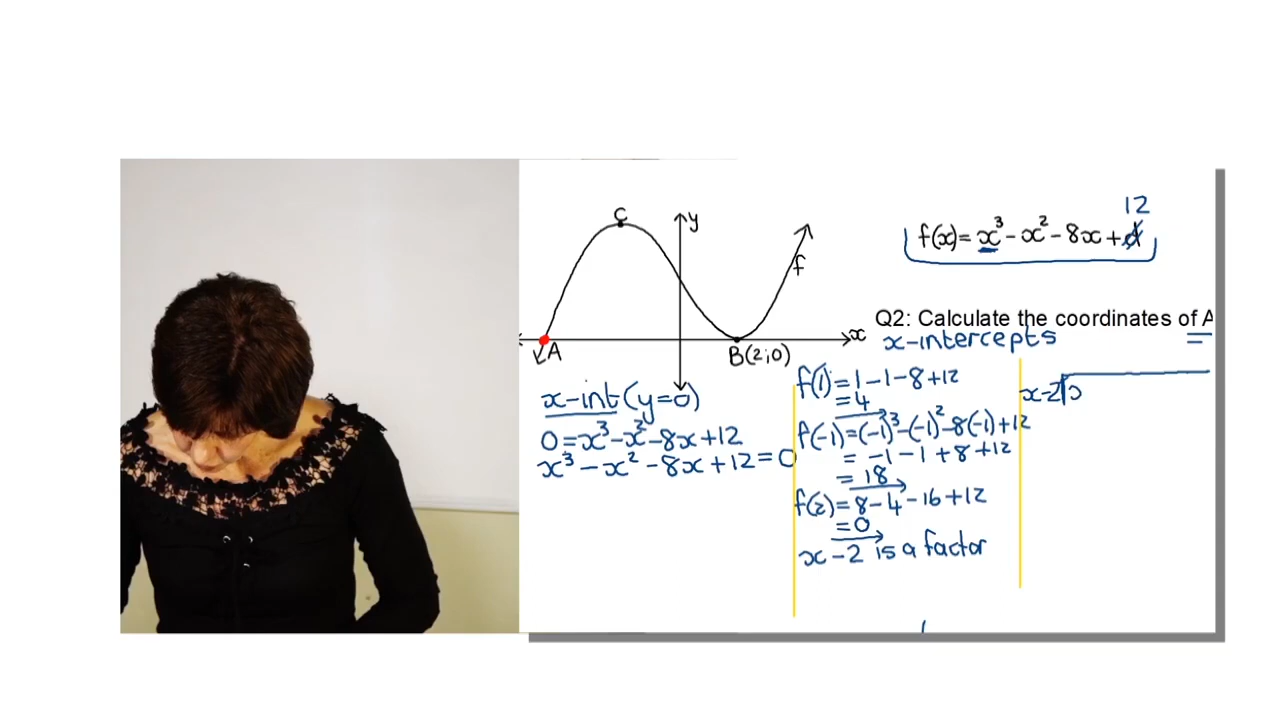 C
y
12
f(x)= x³ - x² - 8x + d
f
Q2: Calculate the coordinates of A
x
x-intercepts
A
B(2;0)
x-int (y=0)
0=x³-x²-8x+12
x³-x²-8x+12=0
f(1)=1-1-8+12
=4
f(-1)=(-1)³-(-1)²-8(-1)+12
= -1-1+8+12
= 18
f(2)=8-4-16+12
=0
x-2 is a factor
x-2